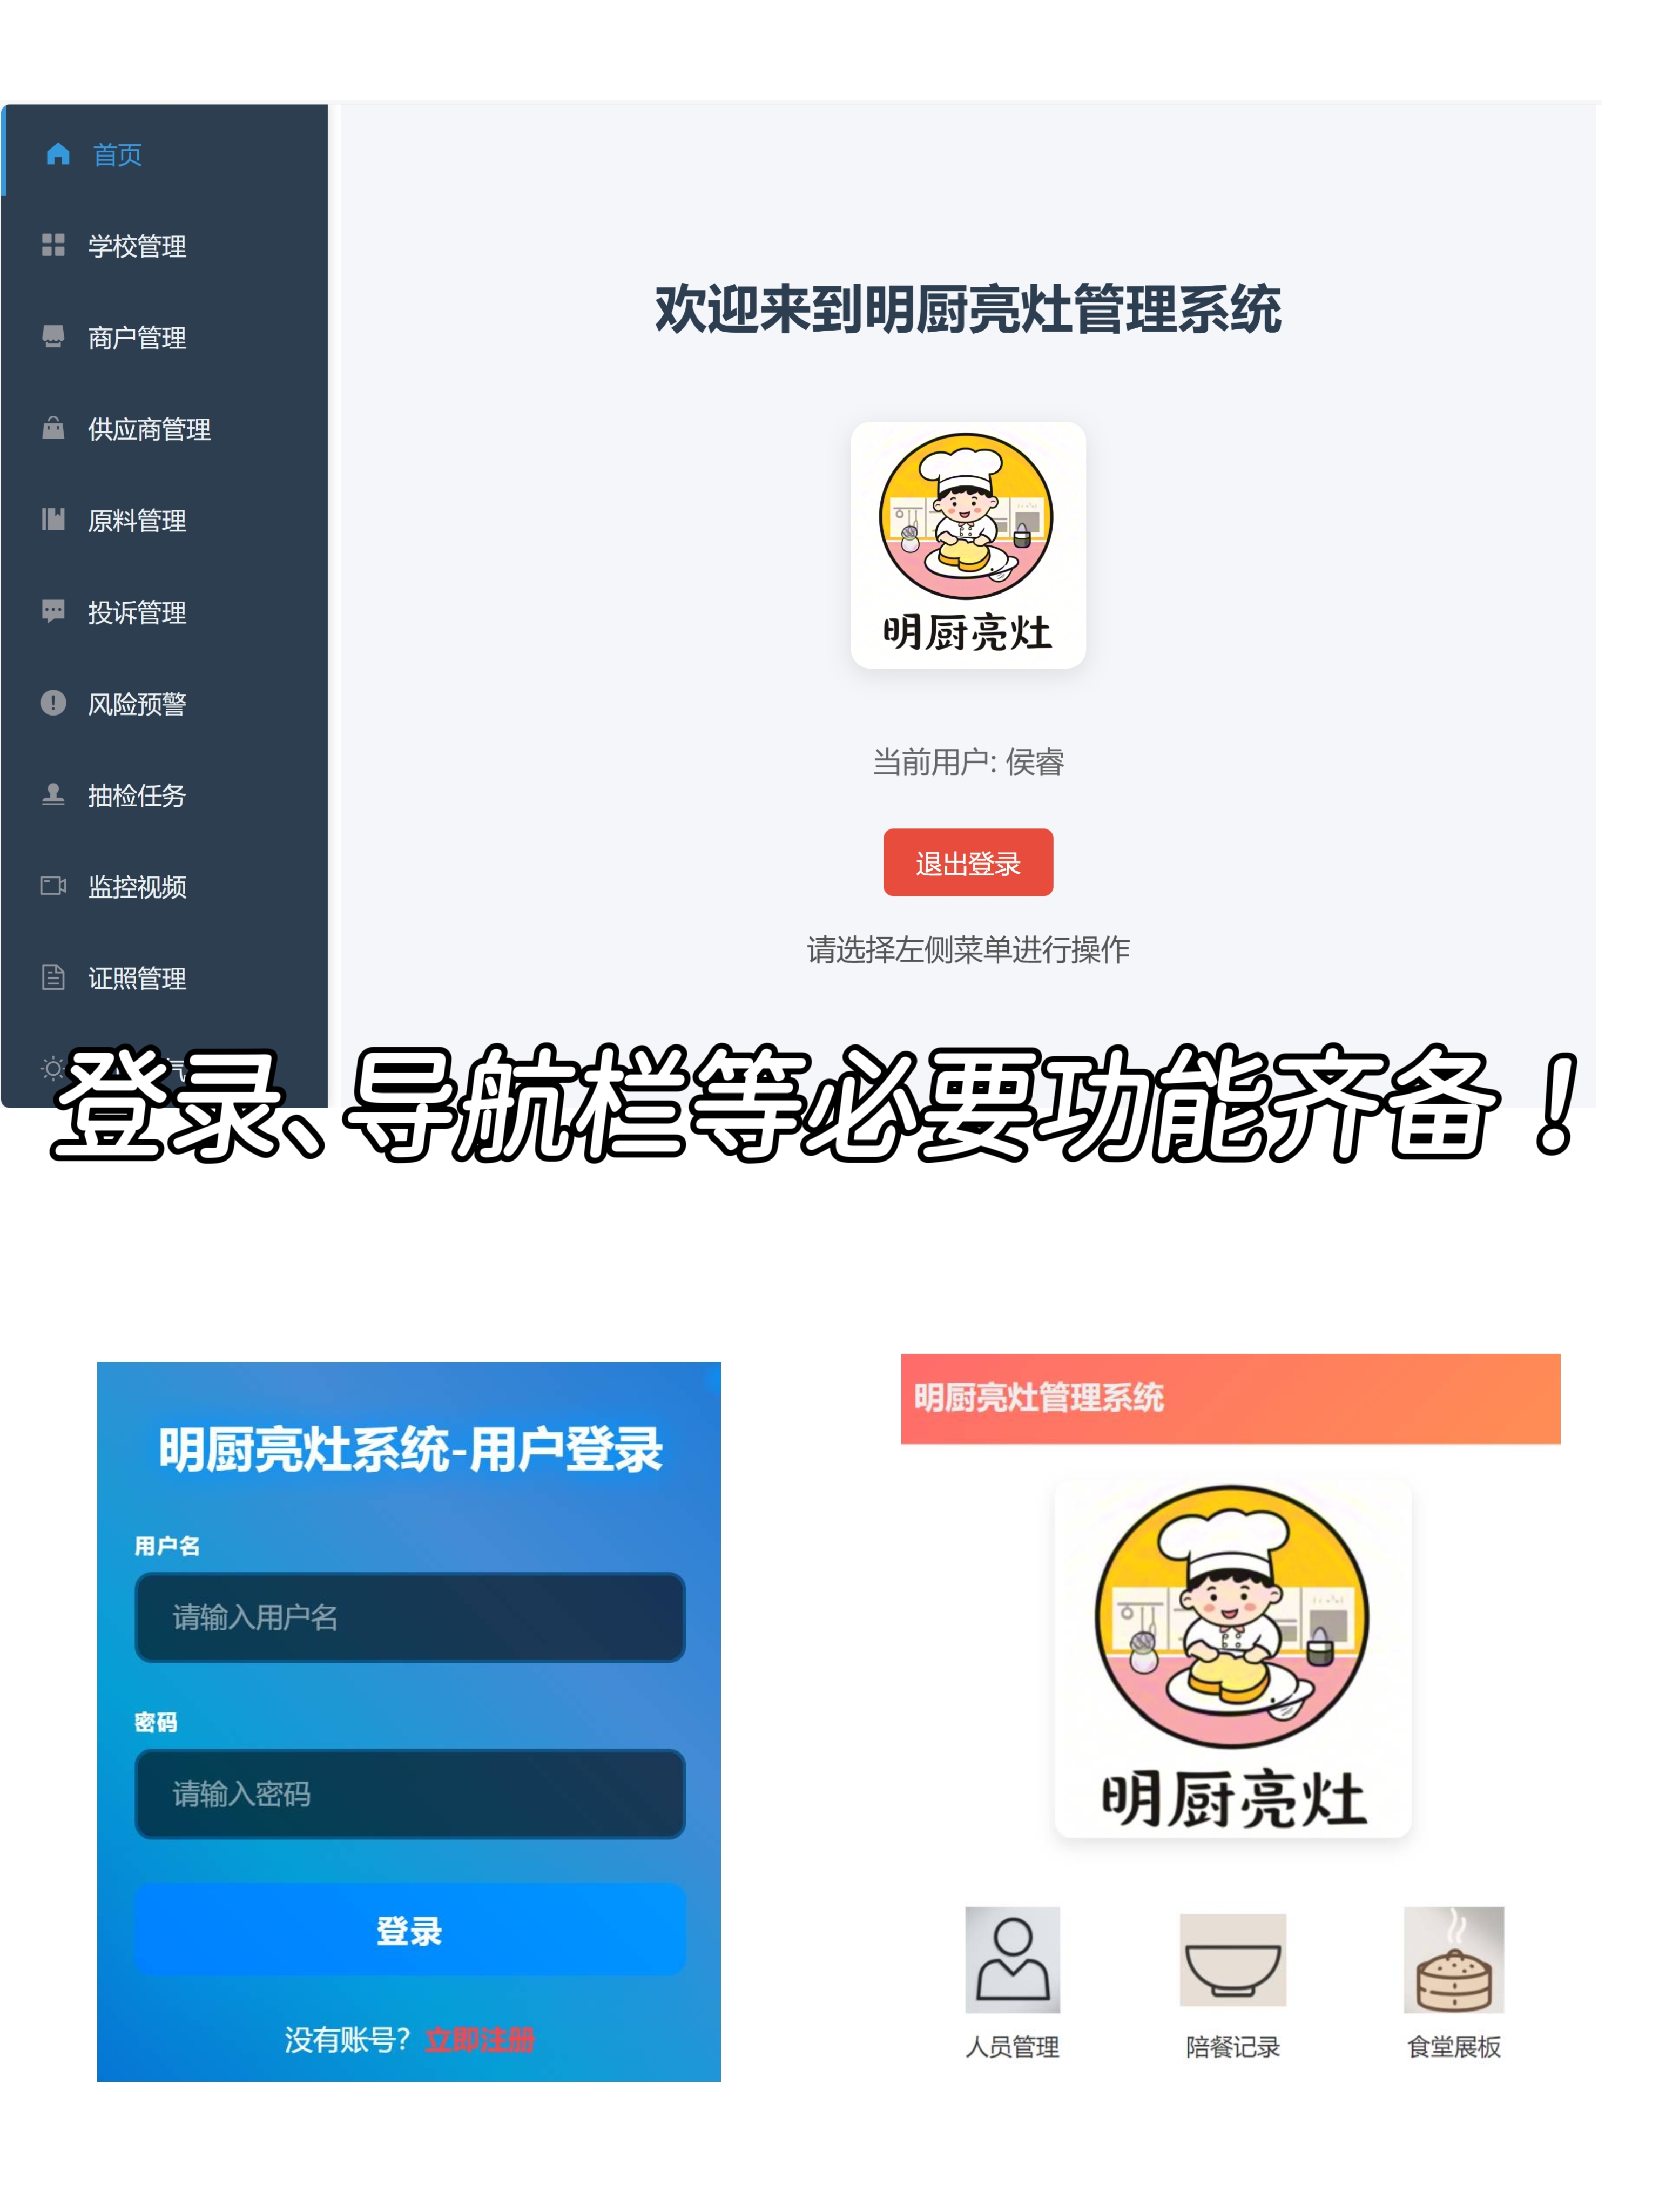 首页
学校管理
商户管理
供应商管理
原料管理
投诉管理
风险预警
抽检任务
监控视频
证照管理
欢迎来到明厨亮灶管理系统
明厨亮灶
当前用户: 侯睿
退出登录
请选择左侧菜单进行操作
登录、导航栏等必要功能齐备！
明厨亮灶系统-用户登录
用户名
请输入用户名
密码
请输入密码
登录
没有账号? 立即注册
明厨亮灶管理系统
明厨亮灶
人员管理
陪餐记录
食堂展板